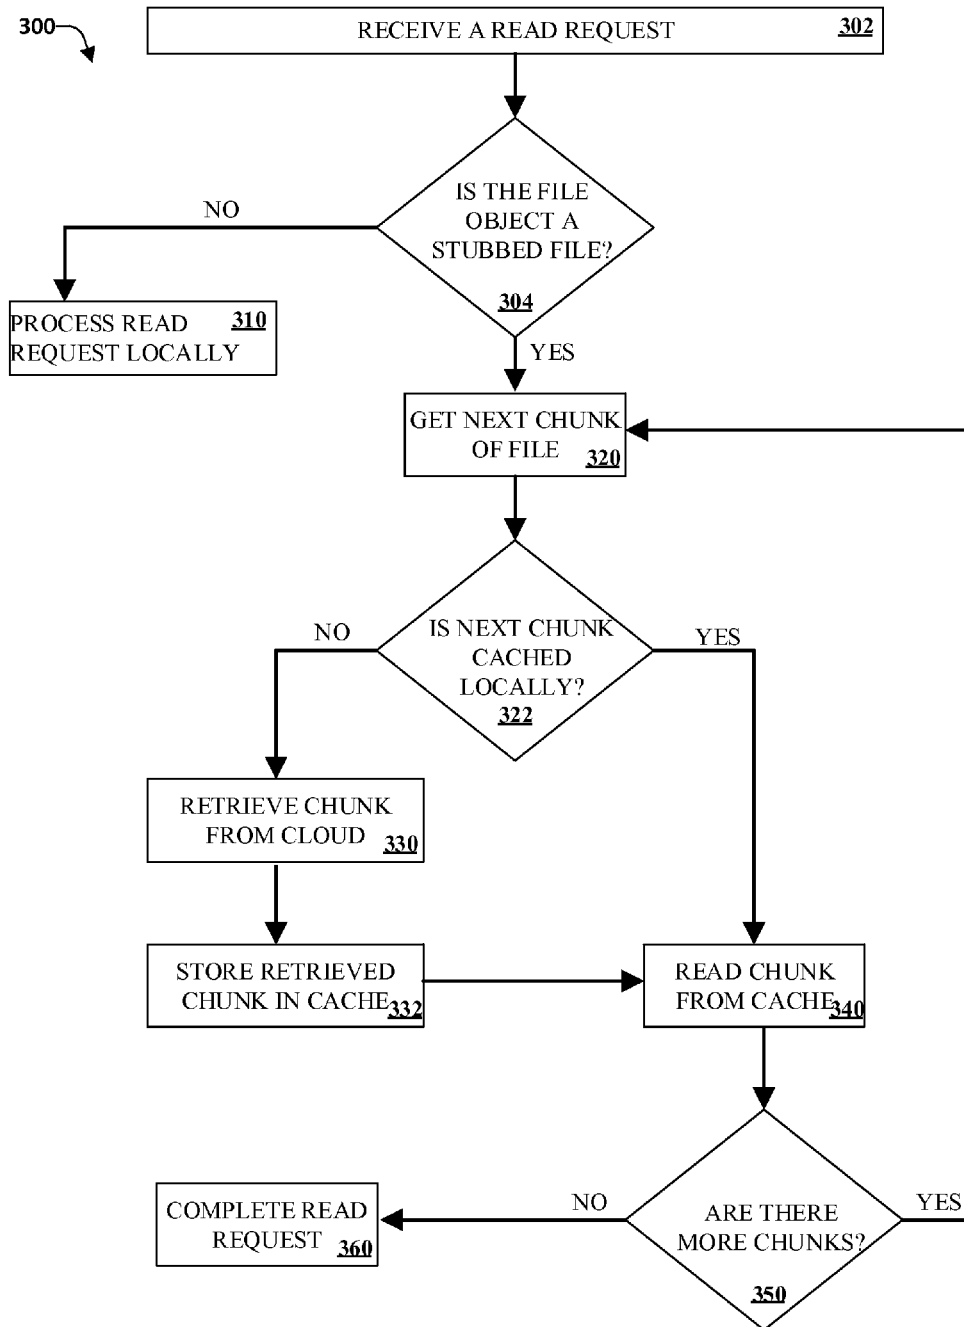 300
RECEIVE A READ REQUEST 302
IS THE FILE
OBJECT A
STUBBED FILE?
304
NO
YES
PROCESS READ 310
REQUEST LOCALLY
GET NEXT CHUNK
OF FILE 320
IS NEXT CHUNK
CACHED
LOCALLY?
322
NO
YES
RETRIEVE CHUNK
FROM CLOUD 330
STORE RETRIEVED
CHUNK IN CACHE 332
READ CHUNK
FROM CACHE 340
ARE THERE
MORE CHUNKS?
350
NO
YES
COMPLETE READ
REQUEST 360